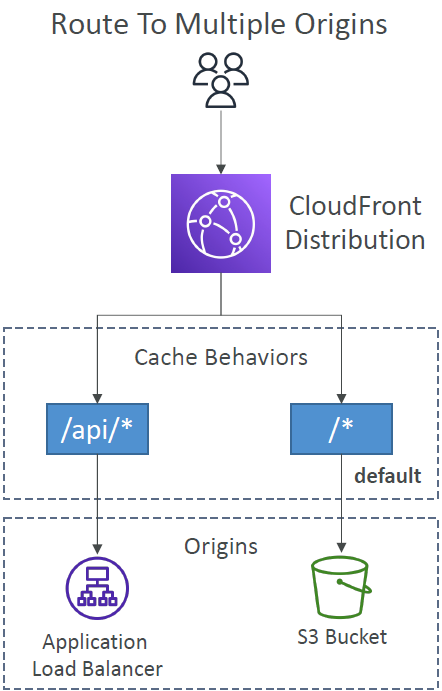 Route To Multiple Origins
CloudFront
Distribution
Cache Behaviors
/api/*
/*
default
Origins
Application
Load Balancer
S3 Bucket